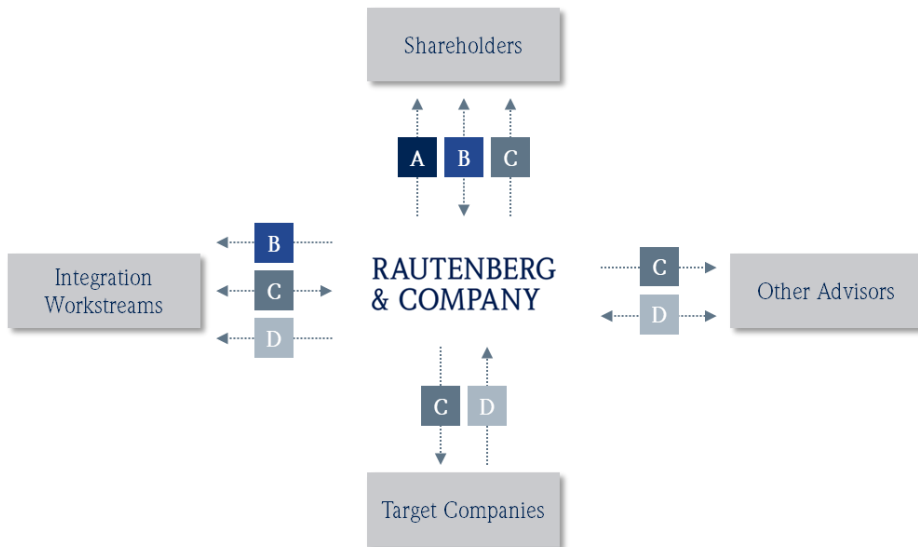 Shareholders
A B C
B
RAUTENBERG
& COMPANY
C
Integration
Workstreams
C
Other Advisors
D
D
C D
Target Companies